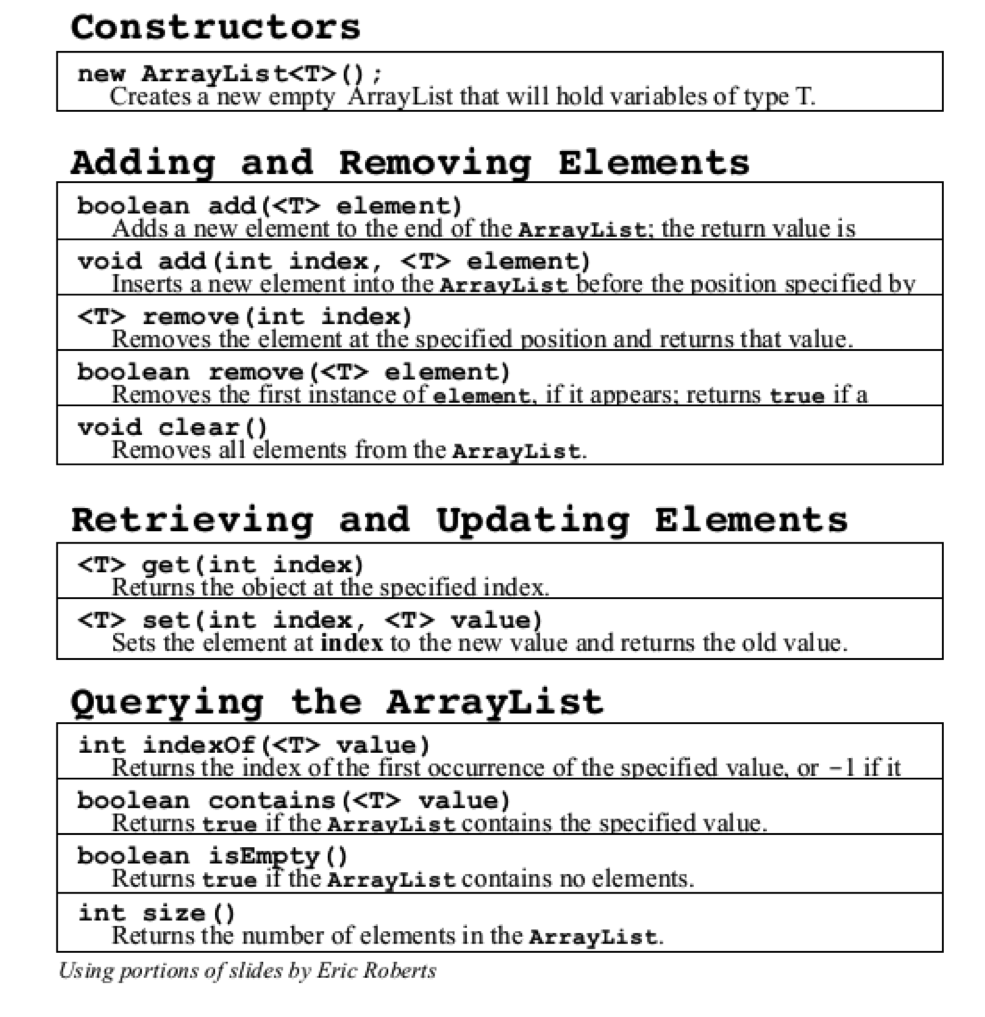 Constructors
new ArrayList<T>();
Creates a new empty ArrayList that will hold variables of type T.
Adding and Removing Elements
boolean add(<T> element)
Adds a new element to the end of the ArrayList; the return value is
void add(int index, <T> element)
Inserts a new element into the ArrayList before the position specified by
<T> remove(int index)
Removes the element at the specified position and returns that value.
boolean remove(<T> element)
Removes the first instance of element, if it appears; returns true if a
void clear()
Removes all elements from the ArrayList.
Retrieving and Updating Elements
<T> get(int index)
Returns the object at the specified index.
<T> set(int index, <T> value)
Sets the element at index to the new value and returns the old value.
Querying the ArrayList
int indexOf(<T> value)
Returns the index of the first occurrence of the specified value, or −1 if it
boolean contains(<T> value)
Returns true if the ArrayList contains the specified value.
boolean isEmpty()
Returns true if the ArrayList contains no elements.
int size()
Returns the number of elements in the ArrayList.
Using portions of slides by Eric Roberts